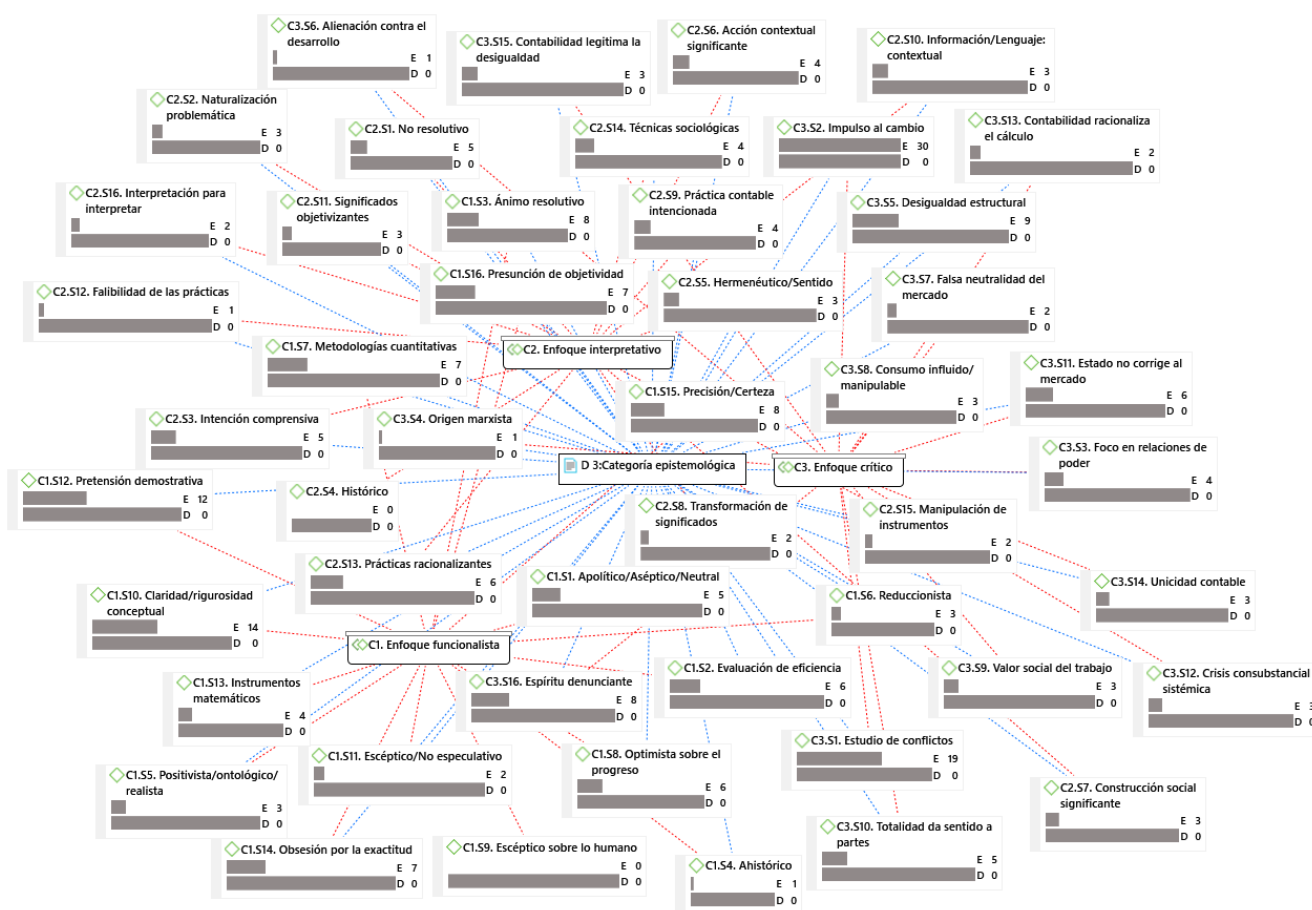 C3.S6. Alienación contra el
desarrollo
E 1
D 0
C3.S15. Contabilidad legitima la
desigualdad
E 3
D 0
C2.S6. Acción contextual
significante
E 4
D 0
C2.S10. Información/Lenguaje:
contextual
E 3
D 0
C2.S2. Naturalización
problemática
E 3
D 0
C2.S1. No resolutivo
E 5
D 0
C2.S14. Técnicas sociológicas
E 4
D 0
C3.S2. Impulso al cambio
E 30
D 0
C3.S13. Contabilidad racionaliza
el cálculo
E 2
D 0
C2.S16. Interpretación para
interpretar
E 2
D 0
C2.S11. Significados
objetivizantes
E 3
D 0
C1.S3. Ánimo resolutivo
E 8
D 0
C2.S9. Práctica contable
intencionada
E 4
D 0
C3.S5. Desigualdad estructural
E 9
D 0
C1.S16. Presunción de objetividad
E 7
D 0
C2.S5. Hermenéutico/Sentido
E 3
D 0
C3.S7. Falsa neutralidad del
mercado
E 2
D 0
C2.S12. Falibilidad de las prácticas
E 1
D 0
C1.S7. Metodologías cuantitativas
E 7
D 0
C2. Enfoque interpretativo
C3.S8. Consumo influido/
manipulable
E 3
D 0
C3.S11. Estado no corrige al
mercado
E 6
D 0
C1.S15. Precisión/Certeza
E 8
D 0
C2.S3. Intención comprensiva
E 5
D 0
C3.S4. Origen marxista
E 1
D 0
D 3:Categoría epistemológica
C3. Enfoque crítico
C3.S3. Foco en relaciones de
poder
E 4
D 0
C1.S12. Pretensión demostrativa
E 12
D 0
C2.S4. Histórico
E 0
D 0
C2.S8. Transformación de
significados
E 2
D 0
C2.S15. Manipulación de
instrumentos
E 2
D 0
C2.S13. Prácticas racionalizantes
E 6
D 0
C1.S1. Apolítico/Aséptico/Neutral
E 5
D 0
C3.S14. Unicidad contable
E 3
D 0
C1.S10. Claridad/rigurosidad
conceptual
E 14
D 0
C1.S6. Reduccionista
E 3
D 0
C1. Enfoque funcionalista
C1.S13. Instrumentos
matemáticos
E 4
D 0
C3.S16. Espíritu denunciante
E 8
D 0
C1.S2. Evaluación de eficiencia
E 6
D 0
C3.S9. Valor social del trabajo
E 3
D 0
C3.S12. Crisis consubstancial
sistémica
E
D
C1.S5. Positivista/ontológico/
realista
E 3
D 0
C1.S11. Escéptico/No especulativo
E 2
D 0
C1.S8. Optimista sobre el
progreso
E 6
D 0
C3.S1. Estudio de conflictos
E 19
D 0
C2.S7. Construcción social
significante
E 3
D 0
C1.S14. Obsesión por la exactitud
E 7
D 0
C1.S9. Escéptico sobre lo humano
E 0
D 0
C1.S4. Ahistórico
E 1
D 0
C3.S10. Totalidad da sentido a
partes
E 5
D 0